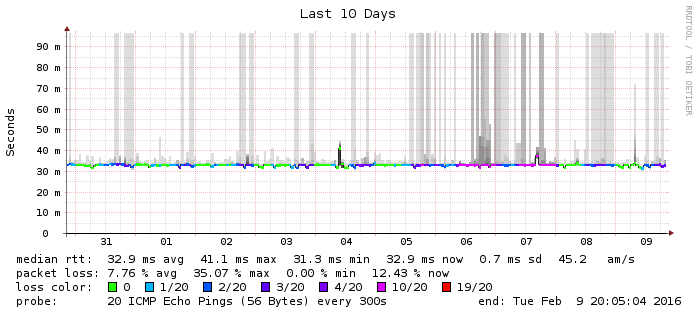 Last 10 Days
RRDTOOL / TOBI OETIKER
Seconds
90 m
80 m
70 m
60 m
50 m
40 m
30 m
20 m
10 m
0
31 01 02 03 04 05 06 07 08 09
median rtt: 32.9 ms avg 41.1 ms max 31.3 ms min 32.9 ms now 0.7 ms sd 45.2 am/s
packet loss: 7.76 % avg 35.07 % max 0.00 % min 12.43 % now
loss color: 0 1/20 2/20 3/20 4/20 10/20 19/20
probe: 20 ICMP Echo Pings (56 Bytes) every 300s end: Tue Feb 9 20:05:04 2016